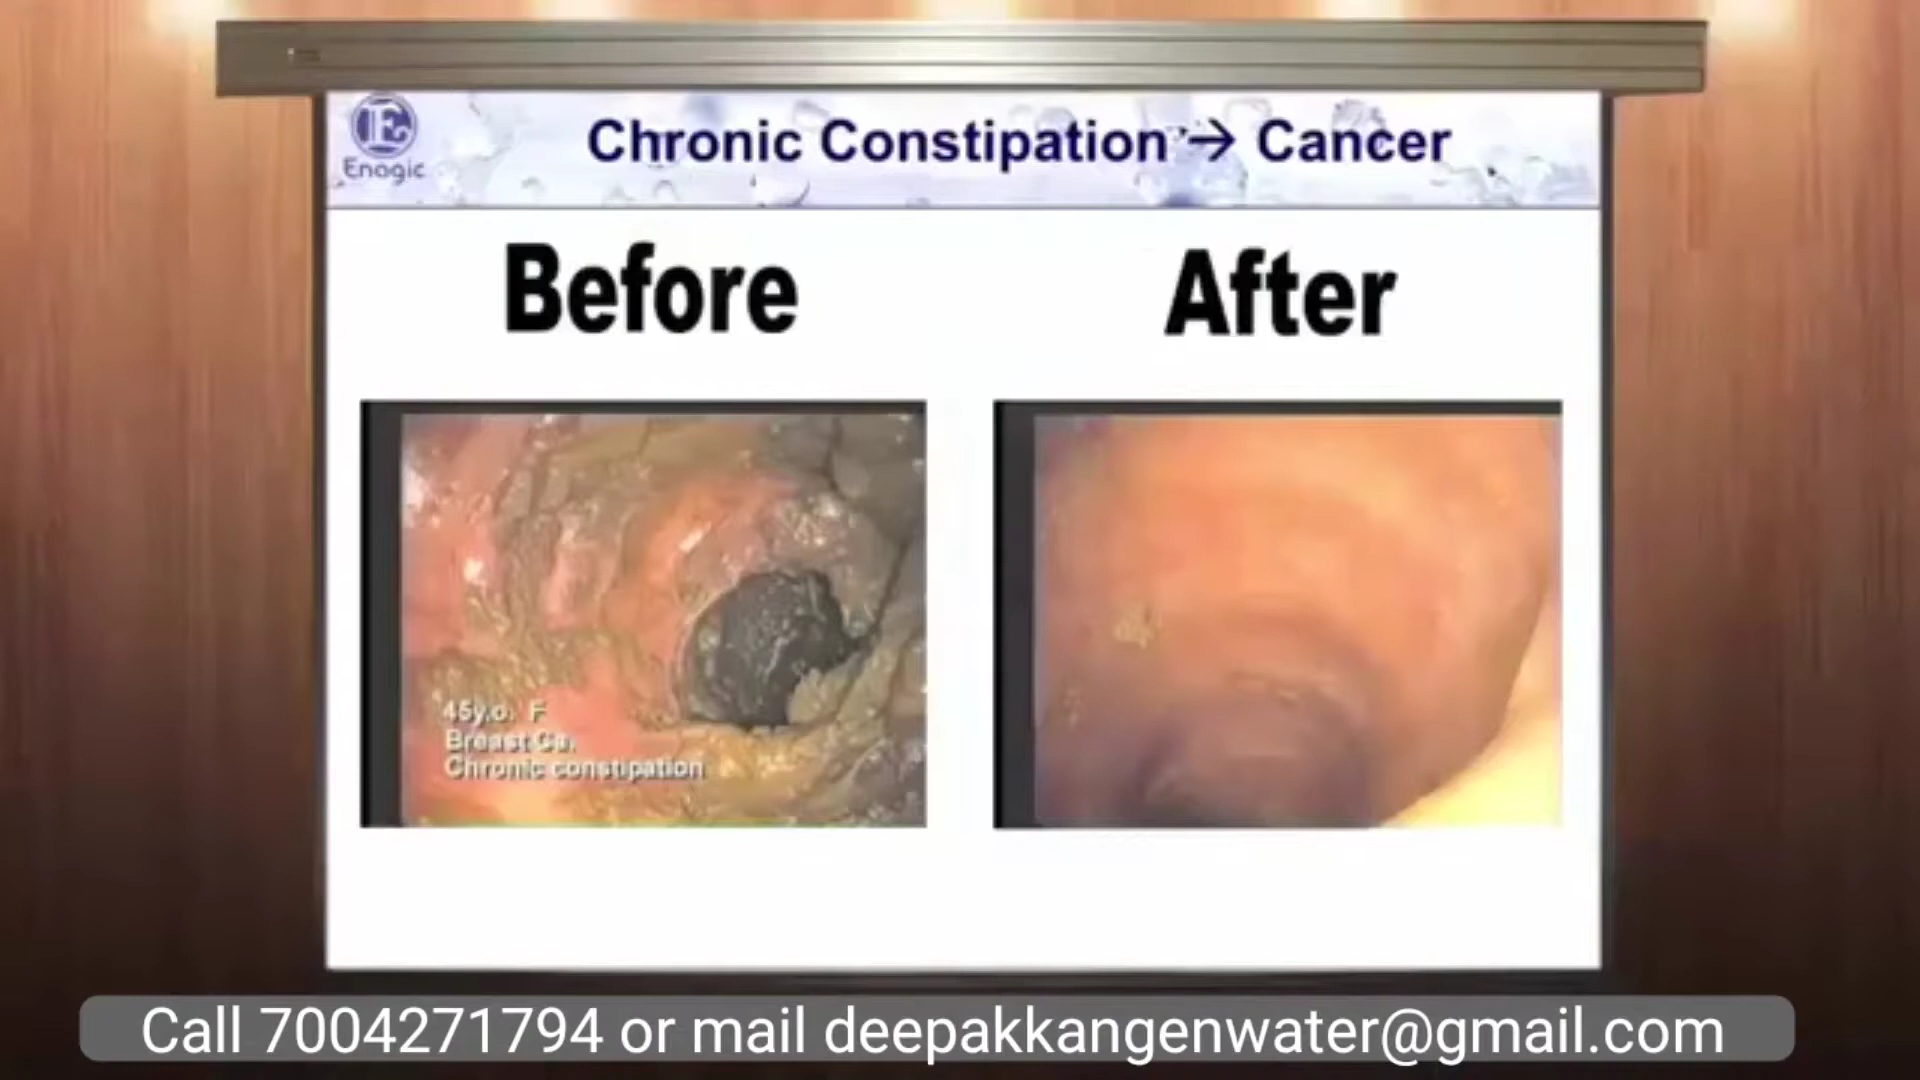 Enagic
Chronic Constipation → Cancer
Before
After
45y.o. F
Breast Ca.
Chronic constipation
Call 7004271794 or mail deepakkangenwater@gmail.com